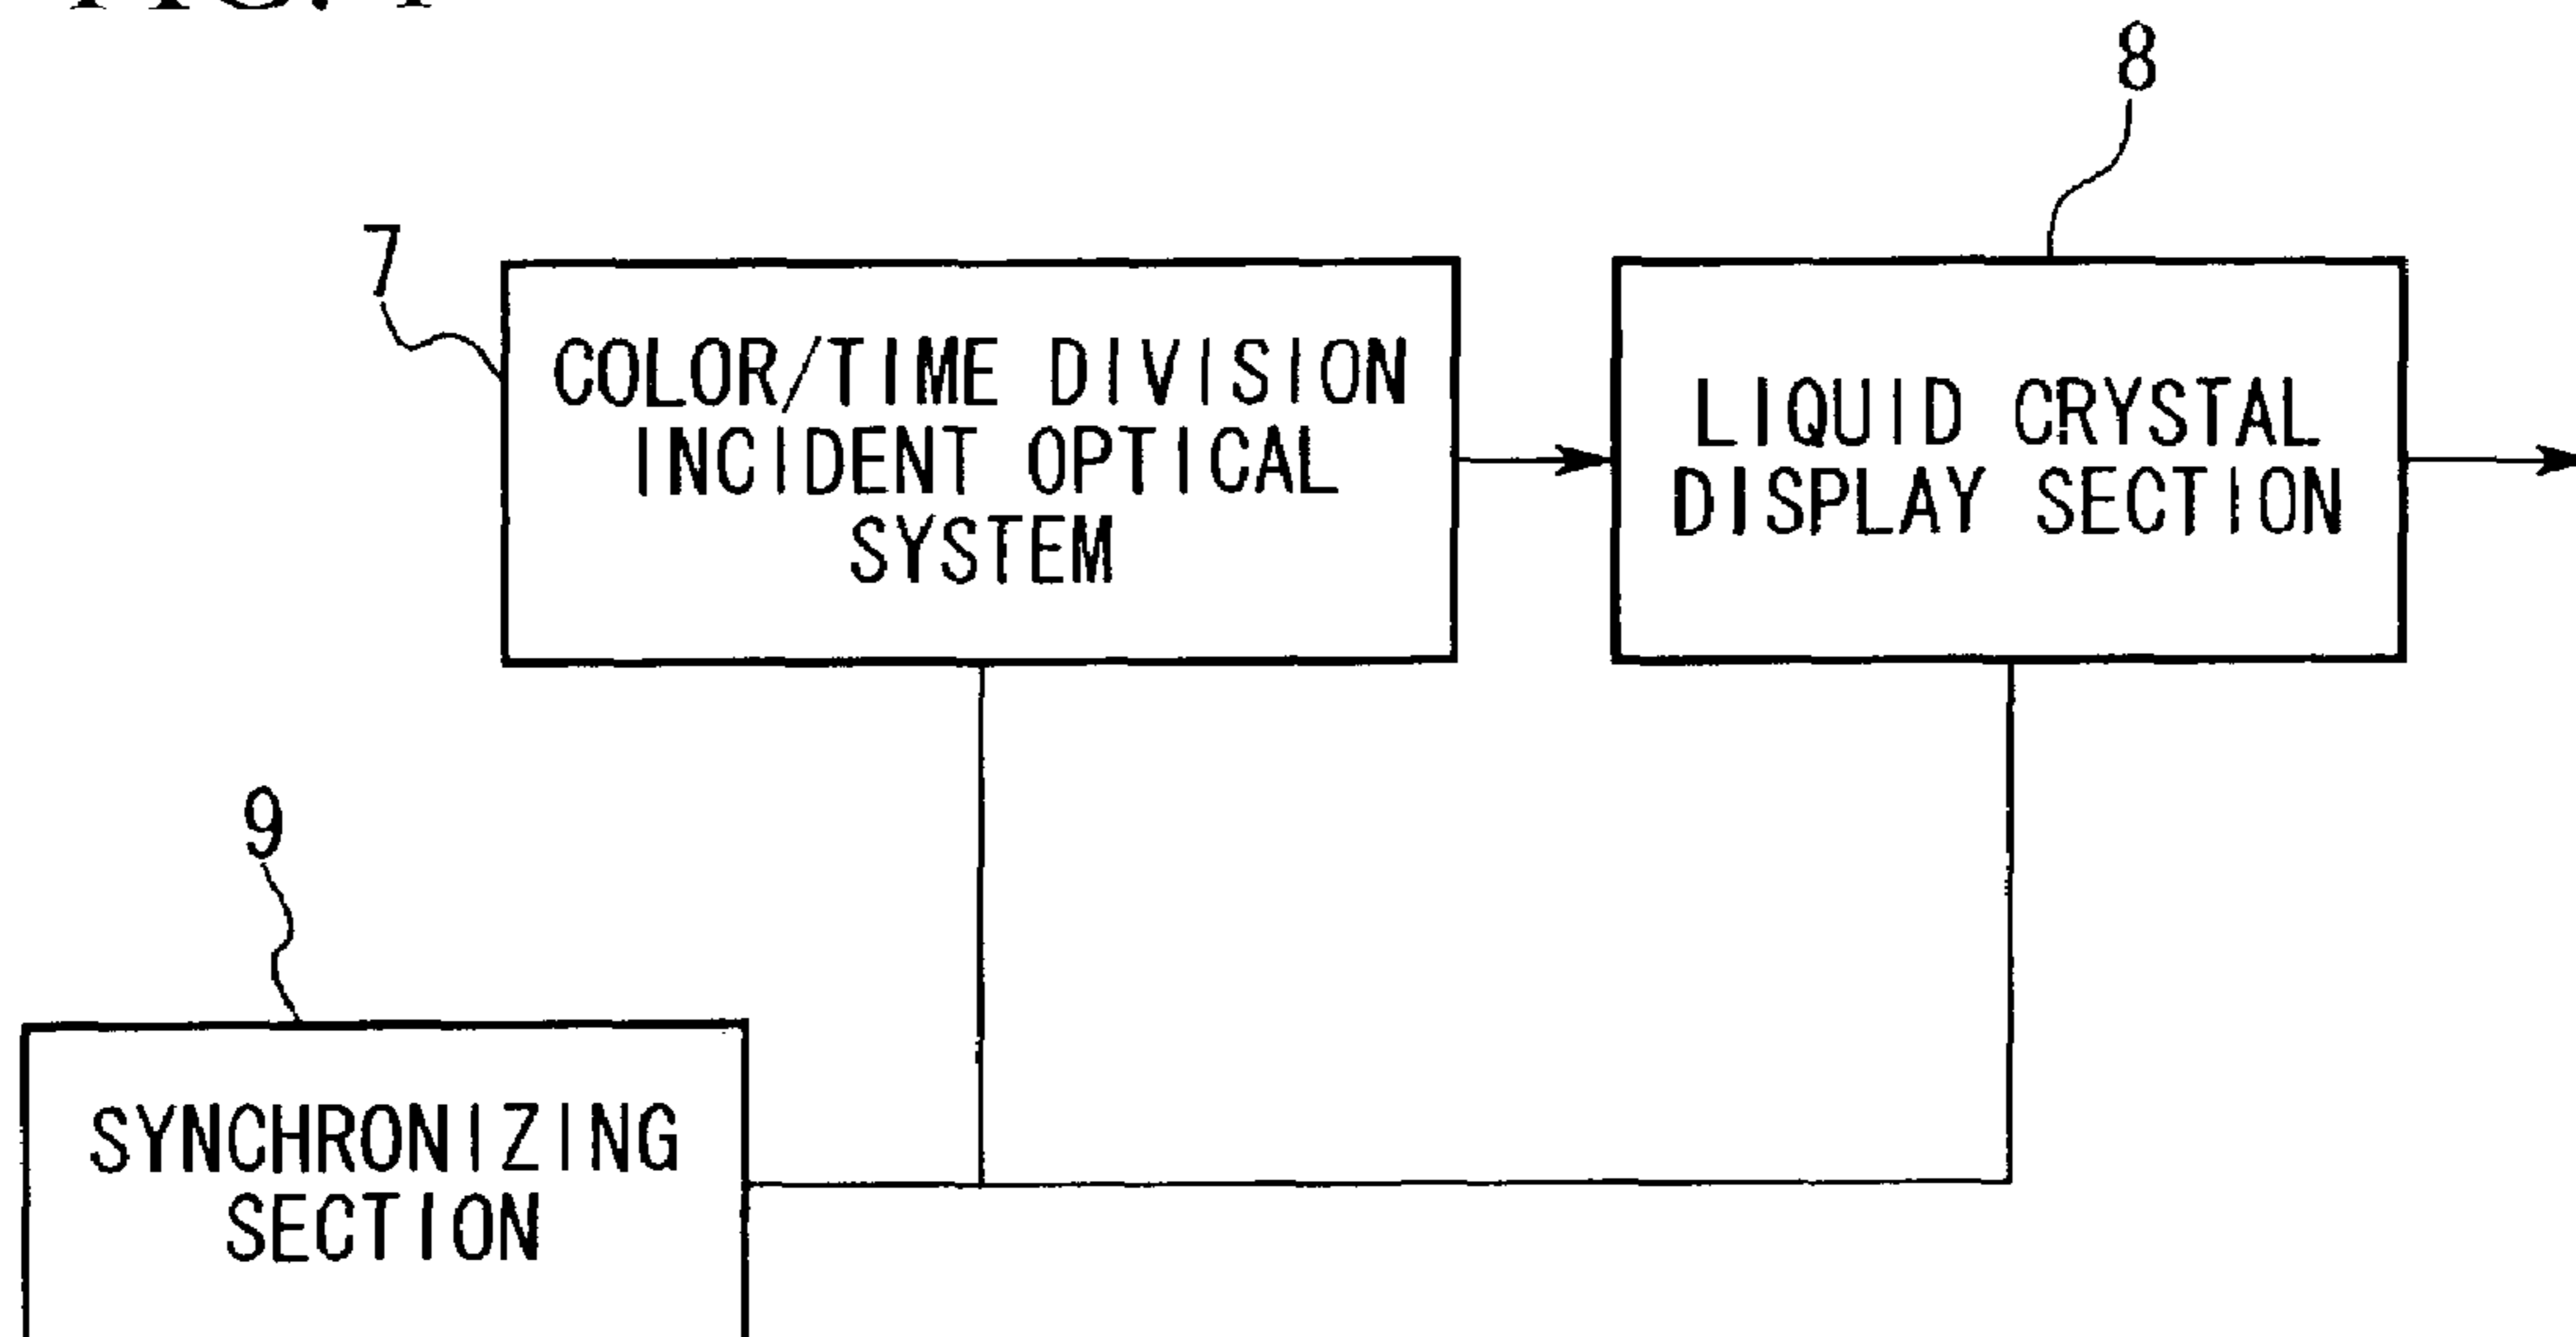 8
7
COLOR/TIME DIVISION
INCIDENT OPTICAL
SYSTEM
LIQUID CRYSTAL
DISPLAY SECTION
9
SYNCHRONIZING
SECTION